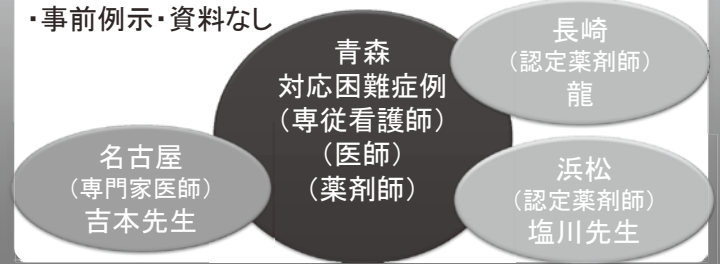 ・事前例示・資料なし
青森
対応困難症例
（専従看護師）
（医師）
（薬剤師）
長崎
（認定薬剤師）
龍
名古屋
（専門家医師）
吉本先生
浜松
（認定薬剤師）
塩川先生